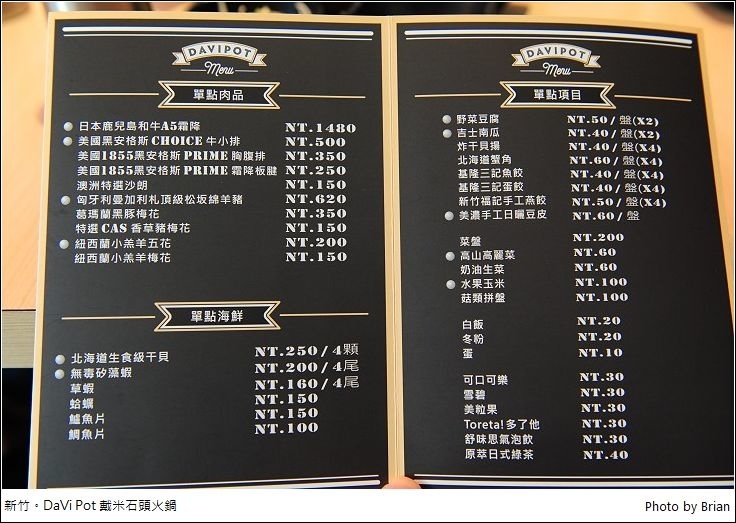 DAVIPOT
Menu
單點肉品
日本鹿兒島和牛A5霜降 NT.1480
美國黑安格斯 CHOICE 牛小排 NT.500
美國1855黑安格斯 PRIME 胸腹排 NT.350
美國1855黑安格斯 PRIME 霜降板腱 NT.250
澳洲特選沙朗 NT.150
匈牙利曼加利札頂級松坂綿羊豬 NT.620
葛瑪蘭黑豚梅花 NT.350
特選 CAS 香草豬梅花 NT.150
紐西蘭小羔羊五花 NT.200
紐西蘭小羔羊梅花 NT.150
單點海鮮
北海道生食級干貝 NT.250 / 4顆
無毒矽藻蝦 NT.200 / 4尾
草蝦 NT.160 / 4尾
蛤蠣 NT.150
鱸魚片 NT.150
鯛魚片 NT.100
DAVIPOT
Menu
單點項目
野菜豆腐 NT.50 / 盤(X2)
吉士南瓜 NT.40 / 盤(X2)
炸干貝揚 NT.40 / 盤(X4)
北海道蟹角 NT.60 / 盤(X4)
基隆三記魚餃 NT.40 / 盤(X4)
基隆三記蛋餃 NT.40 / 盤(X4)
新竹福記手工燕餃 NT.50 / 盤(X4)
美濃手工日曬豆皮 NT.60 / 盤
菜盤 NT.200
高山高麗菜 NT.60
奶油生菜 NT.60
水果玉米 NT.100
菇類拼盤 NT.100
白飯 NT.20
冬粉 NT.20
蛋 NT.10
可口可樂 NT.30
雪碧 NT.30
美粒果 NT.30
Toreta! 多了他 NT.30
舒味思氣泡飲 NT.30
原萃日式綠茶 NT.40
新竹。DaVi Pot 戴米石頭火鍋
Photo by Brian